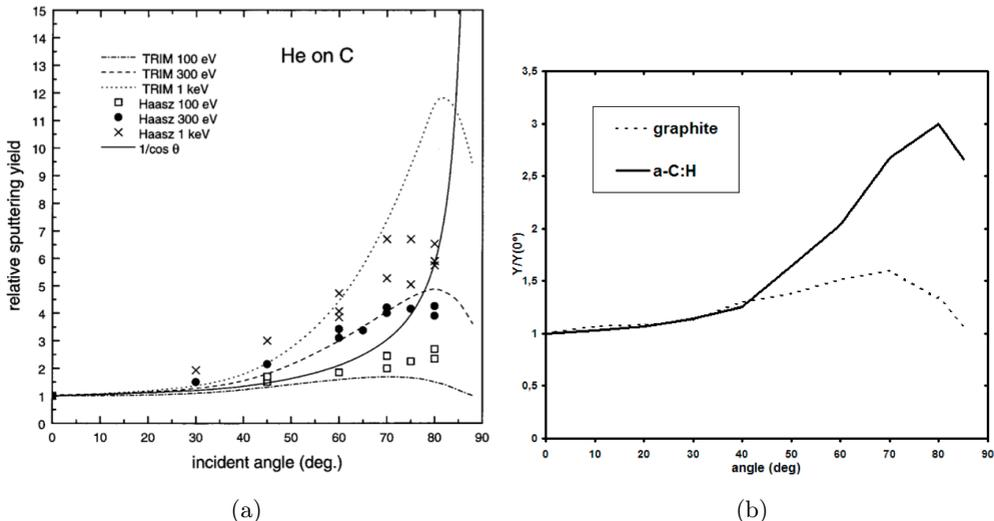 15
14
13
12
11
10
9
8
7
6
5
4
3
2
1
0
relative sputtering yield
He on C
TRIM 100 eV
TRIM 300 eV
TRIM 1 keV
Haasz 100 eV
Haasz 300 eV
Haasz 1 keV
1/cos θ
0 10 20 30 40 50 60 70 80 90
incident angle (deg.)
(a)
3,5
3
2,5
2
1,5
1
0,5
0
Y/Y(0°)
graphite
a-C:H
0 10 20 30 40 50 60 70 80 90
angle (deg)
(b)